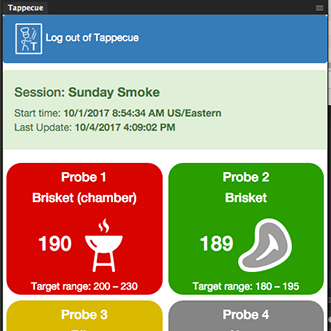 Tappecue
Log out of Tappecue
Session: Sunday Smoke
Start time: 10/1/2017 8:54:34 AM US/Eastern
Last Update: 10/4/2017 4:09:02 PM
Probe 1
Brisket (chamber)
190
Target range: 200 – 230
Probe 2
Brisket
189
Target range: 180 – 195
Probe 3
Probe 4